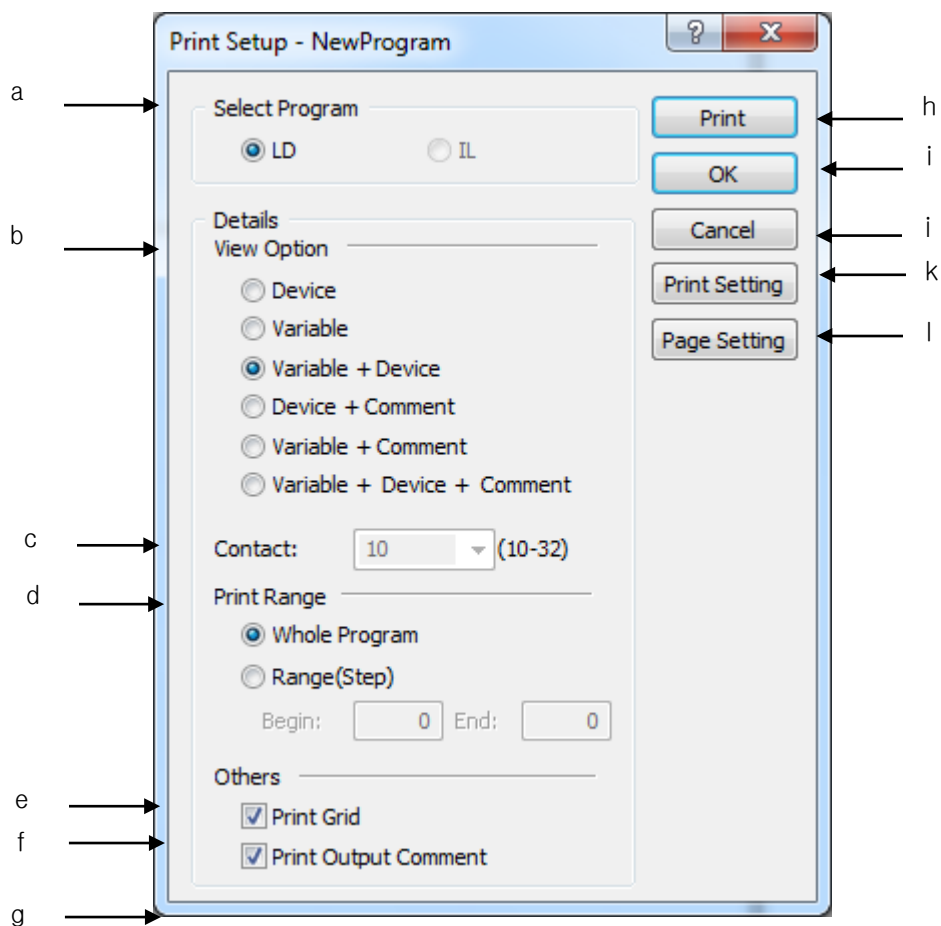 Print Setup - NewProgram
a
Select Program
LD
IL
Print
h
OK
i
Details
b
View Option
Cancel
j
Device
Print Setting
k
Variable
Page Setting
l
Variable + Device
Device + Comment
Variable + Comment
Variable + Device + Comment
c
Contact: 10 (10-32)
d
Print Range
Whole Program
Range(Step)
Begin: 0 End: 0
Others
e
Print Grid
f
Print Output Comment
g